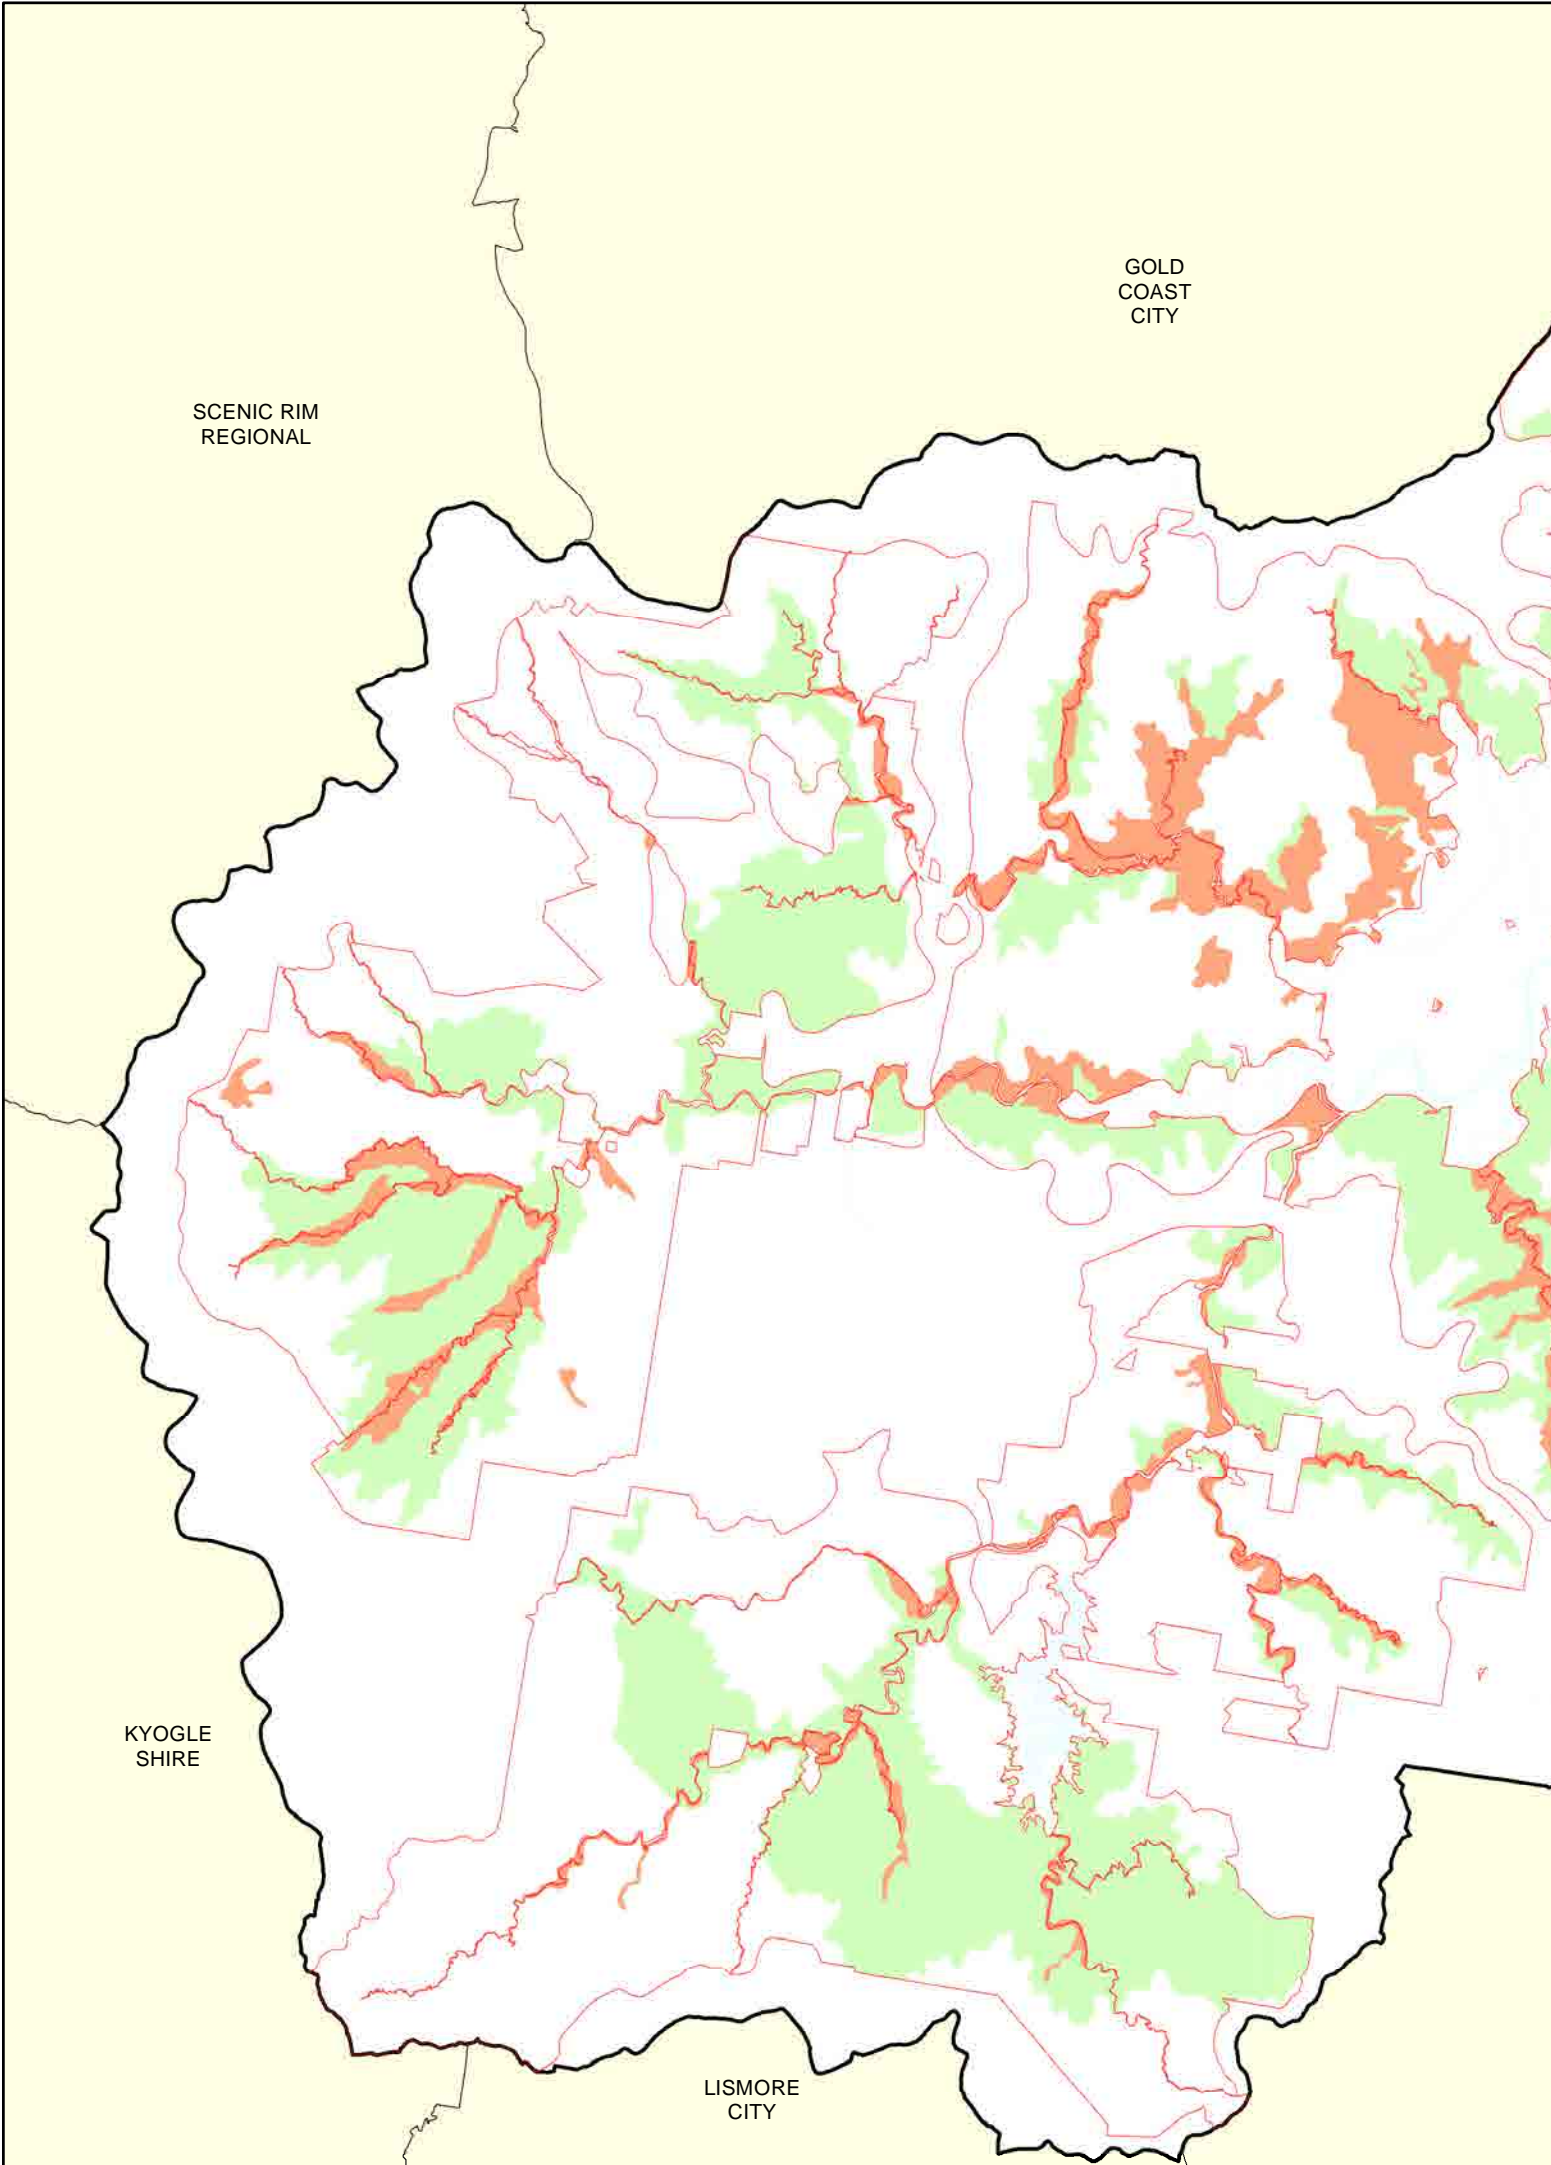 GOLD
COAST
CITY
SCENIC RIM
REGIONAL
KYOGLE
SHIRE
LISMORE
CITY